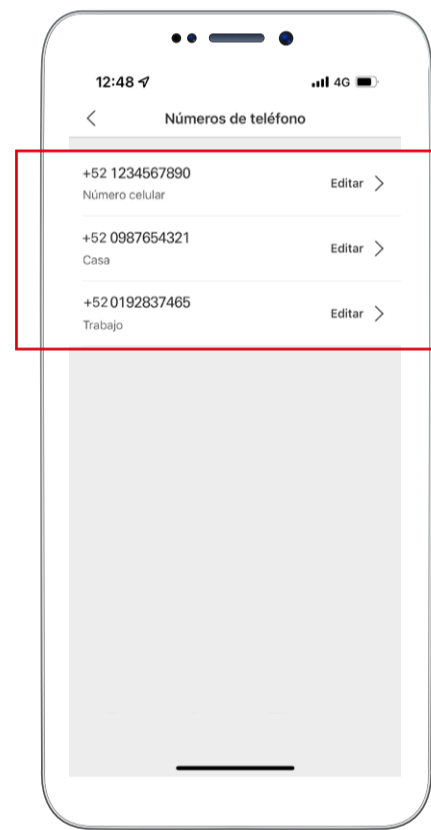 12:48 4G
Números de teléfono
+52 1234567890
Número celular
Editar
+52 0987654321
Casa
Editar
+52 0192837465
Trabajo
Editar